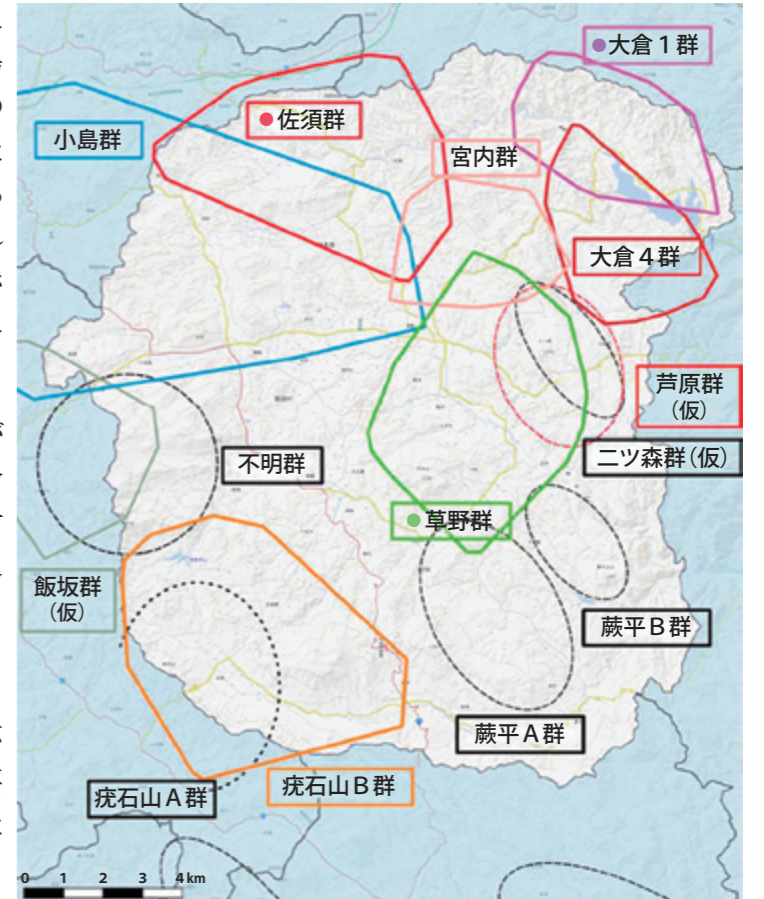 大倉1群
佐須群
小島群
宮内群
大倉4群
芦原群
(仮)
不明群
二ツ森群(仮)
草野群
飯坂群
(仮)
蕨平B群
蕨平A群
疣石山A群
疣石山B群
0 1 2 3 4km